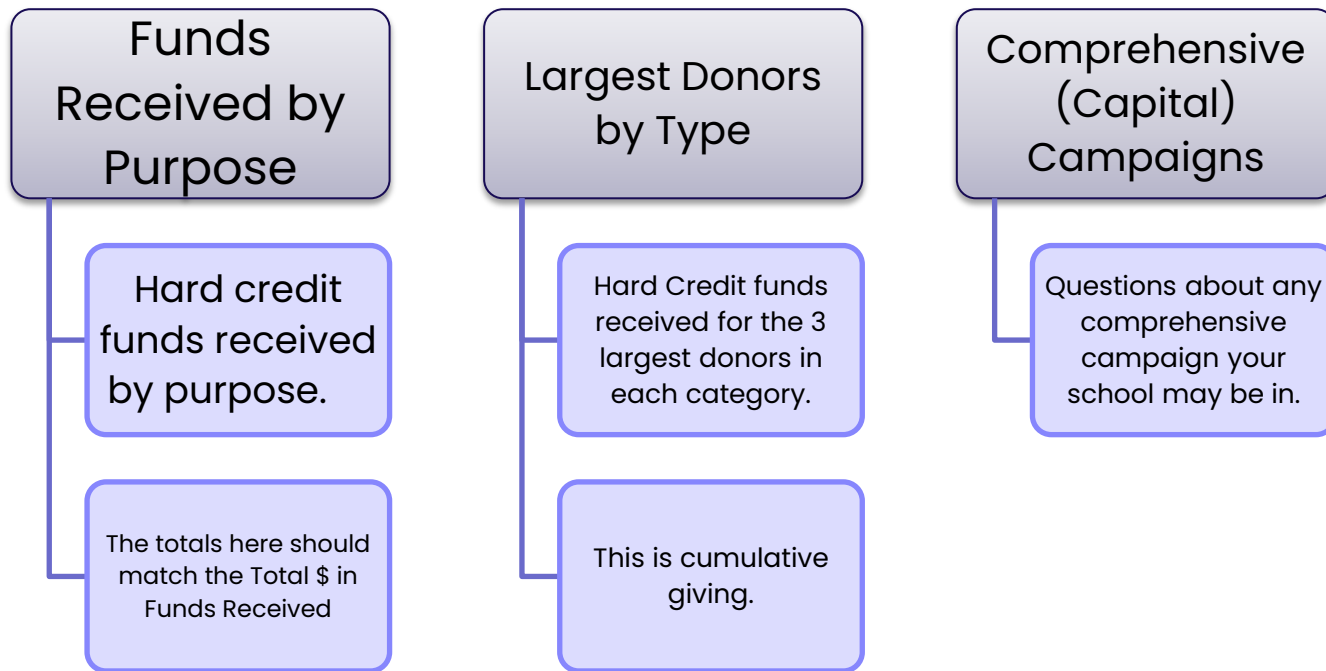 Funds
Received by
Purpose
Hard credit
funds received
by purpose.
The totals here should
match the Total $ in
Funds Received
Largest Donors
by Type
Hard Credit funds
received for the 3
largest donors in
each category.
This is cumulative
giving.
Comprehensive
(Capital)
Campaigns
Questions about any
comprehensive
campaign your
school may be in.